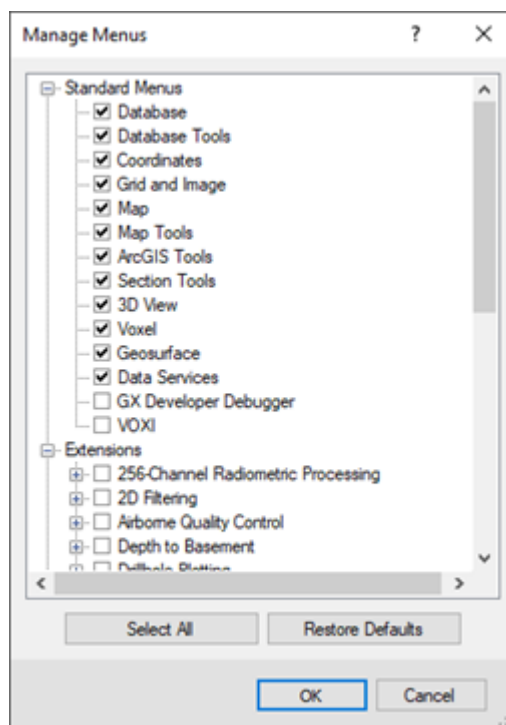 Manage Menus ? ×
Standard Menus
Database
Database Tools
Coordinates
Grid and Image
Map
Map Tools
ArcGIS Tools
Section Tools
3D View
Voxel
Geosurface
Data Services
GX Developer Debugger
VOXI
Extensions
256-Channel Radiometric Processing
2D Filtering
Airborne Quality Control
Depth to Basement
Drillhole Plotting
Select All Restore Defaults
OK Cancel